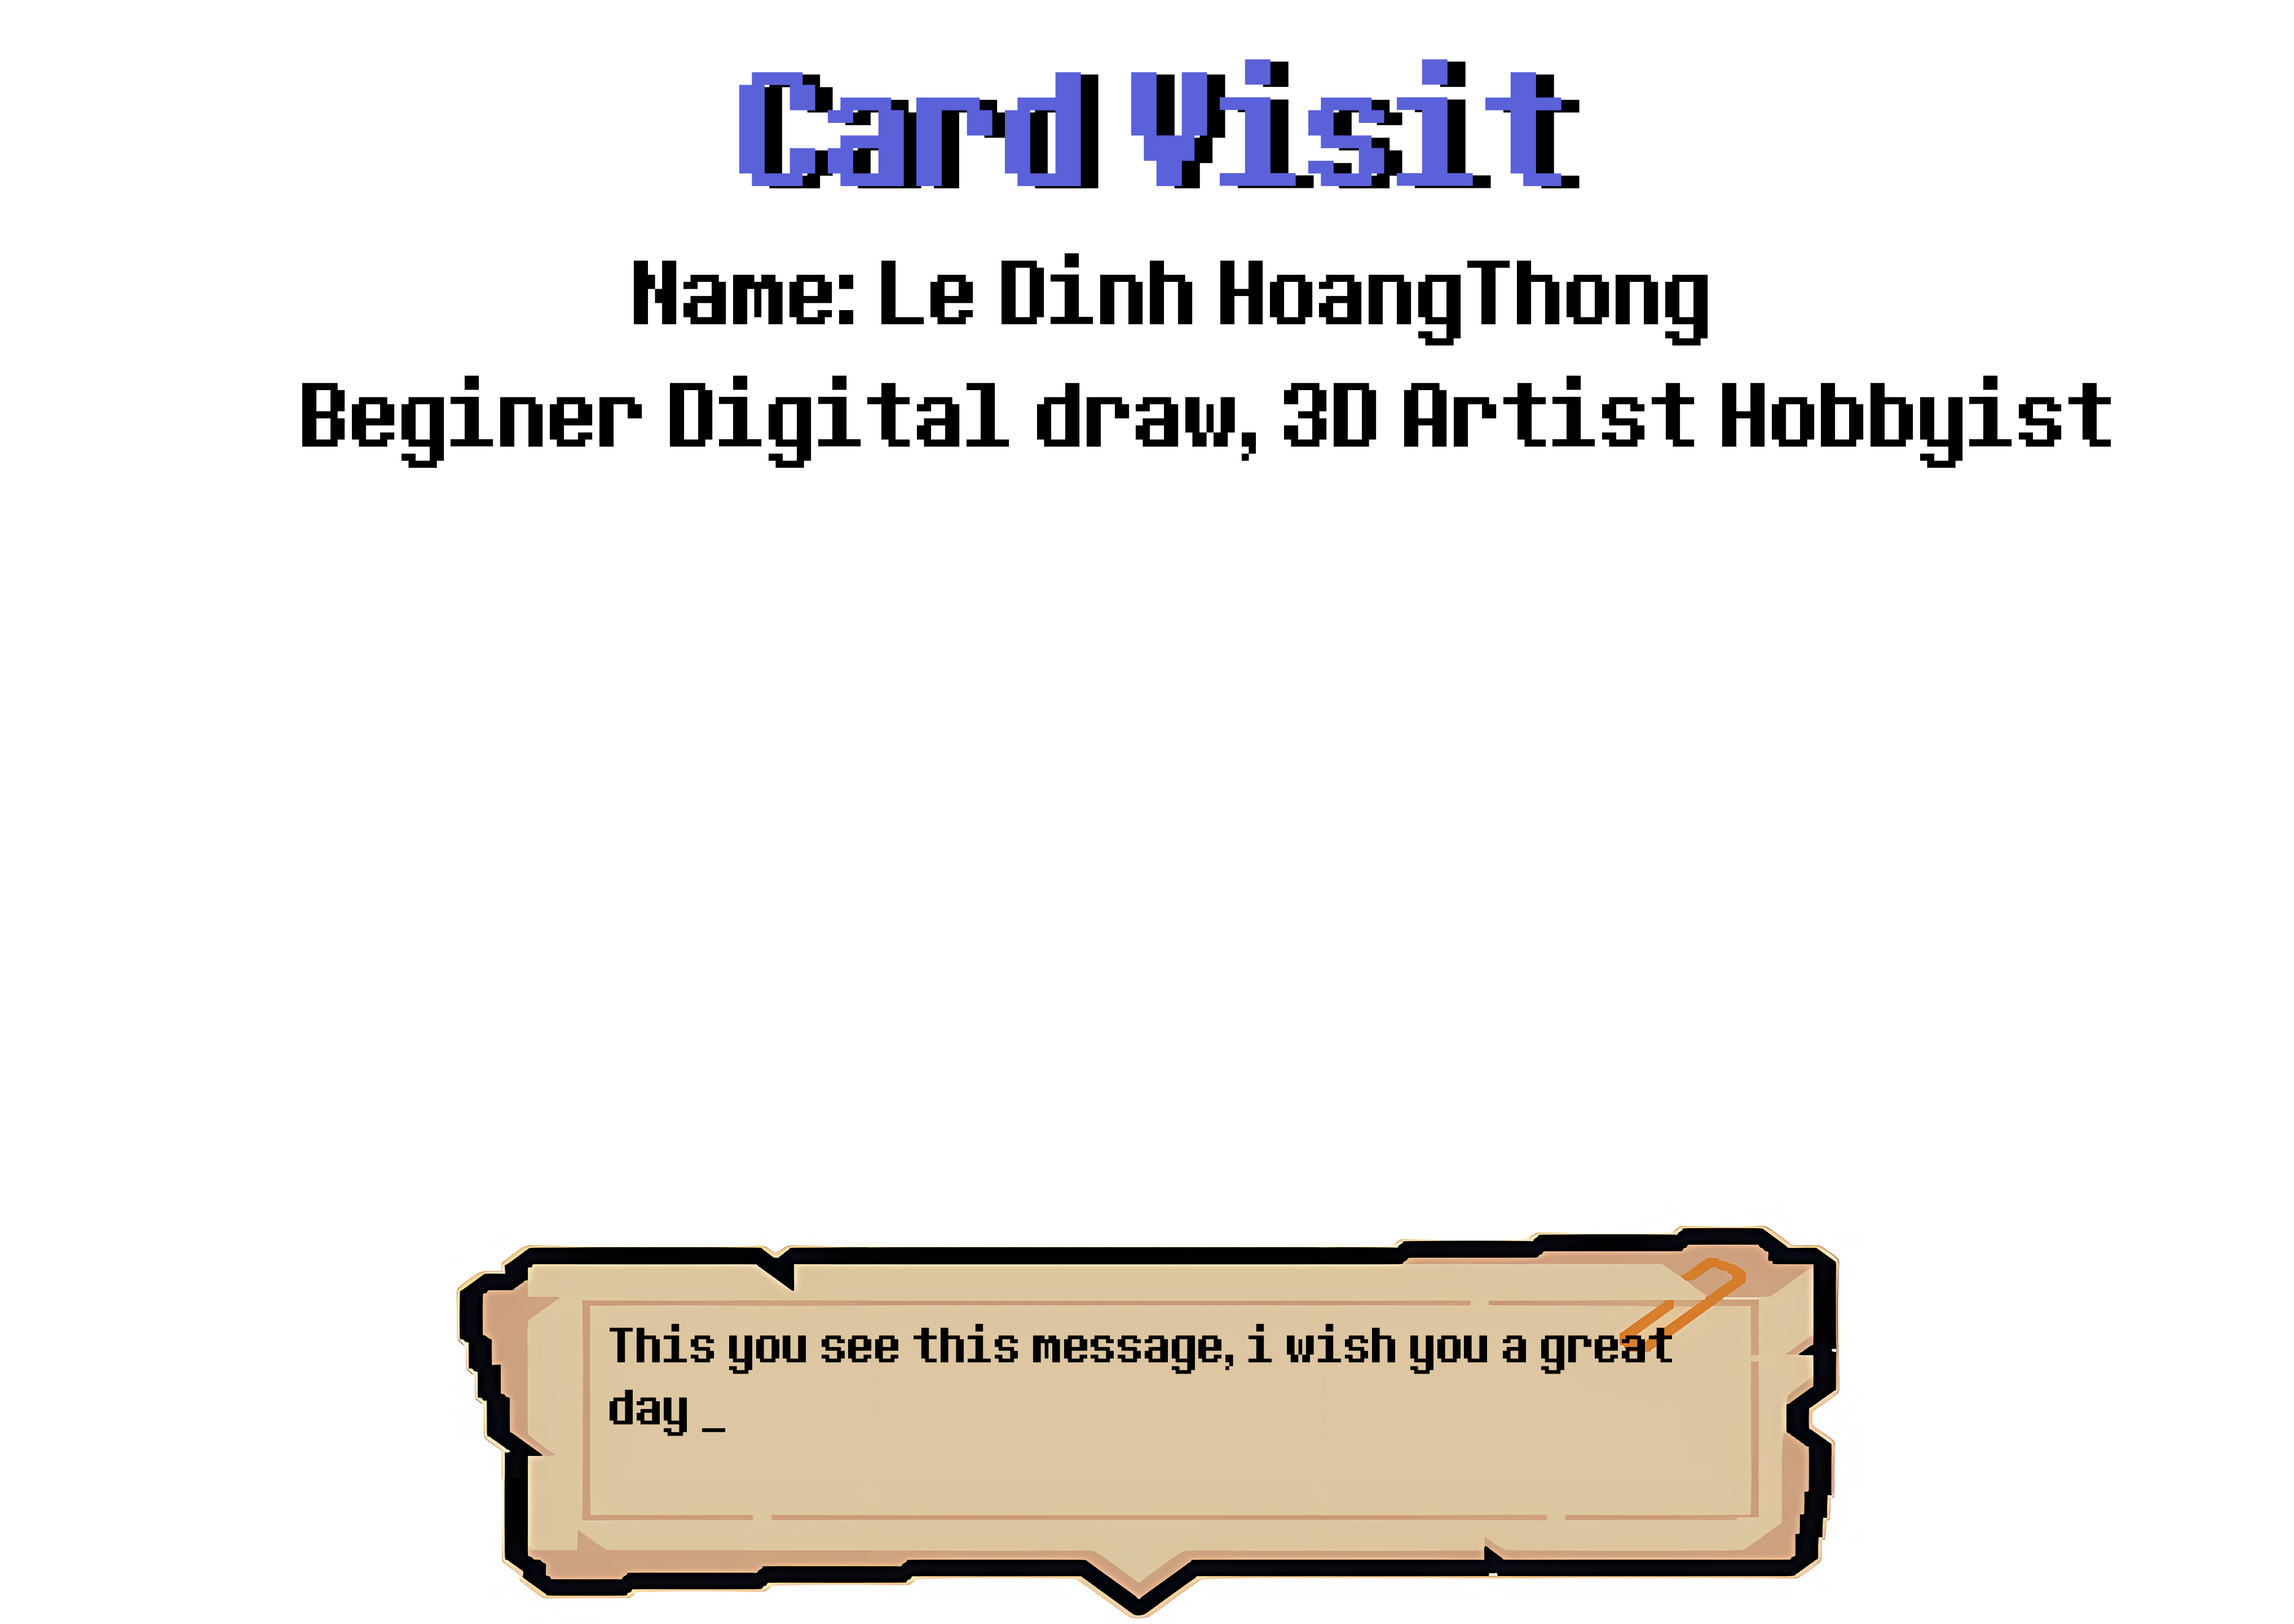 Card Visit
Name: Le Dinh HoangThong
Beginer Digital draw, 3D Artist Hobbyist
This you see this message, i wish you a great
day _